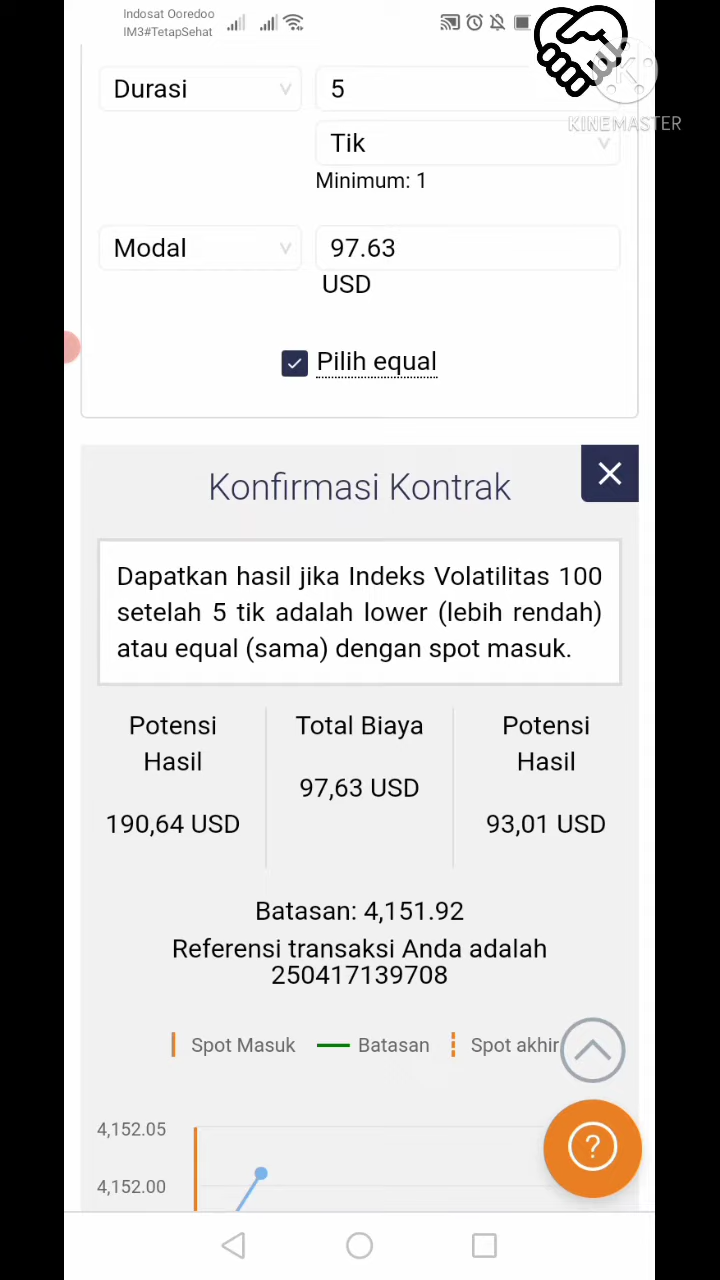 Indosat Ooredoo
IM3#TetapSehat
KINEMASTER
Durasi
5
Tik
Minimum: 1
Modal
97.63
USD
Pilih equal
Konfirmasi Kontrak
Dapatkan hasil jika Indeks Volatilitas 100
setelah 5 tik adalah lower (lebih rendah)
atau equal (sama) dengan spot masuk.
Potensi
Hasil
190,64 USD
Total Biaya
97,63 USD
Potensi
Hasil
93,01 USD
Batasan: 4,151.92
Referensi transaksi Anda adalah
250417139708
Spot Masuk
Batasan
Spot akhir
4,152.05
4,152.00
?